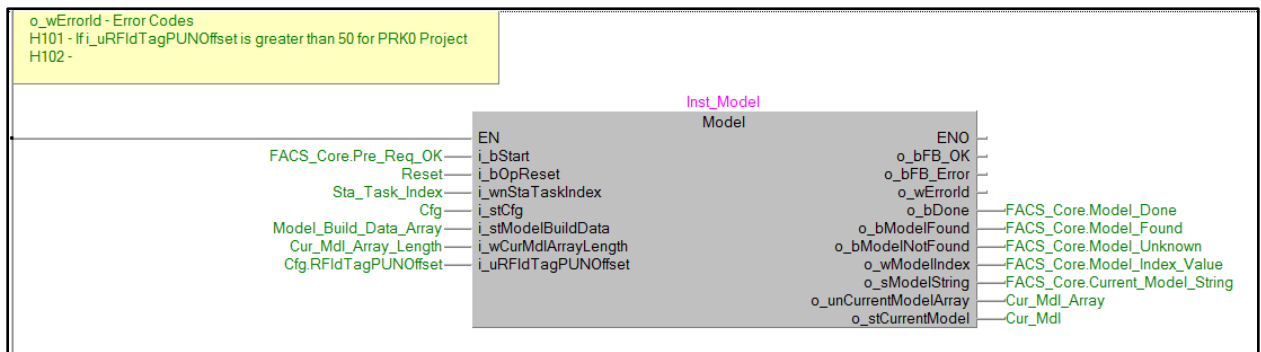 o_wErrorId - Error Codes
H101 - If i_uRFIdTagPUNOffset is greater than 50 for PRK0 Project
H102 -
Inst_Model
Model
EN ENO
FACS_Core.Pre_Req_OK i_bStart o_bFB_OK
Reset i_bOpReset o_bFB_Error
Sta_Task_Index i_wnStaTaskIndex o_wErrorId
Cfg i_stCfg o_bDone FACS_Core.Model_Done
Model_Build_Data_Array i_stModelBuildData o_bModelFound FACS_Core.Model_Found
Cur_Mdl_Array_Length i_wCurMdlArrayLength o_bModelNotFound FACS_Core.Model_Unknown
Cfg.RFIdTagPUNOffset i_uRFIdTagPUNOffset o_wModelIndex FACS_Core.Model_Index_Value
o_sModelString FACS_Core.Current_Model_String
o_unCurrentModelArray Cur_Mdl_Array
o_stCurrentModel Cur_Mdl